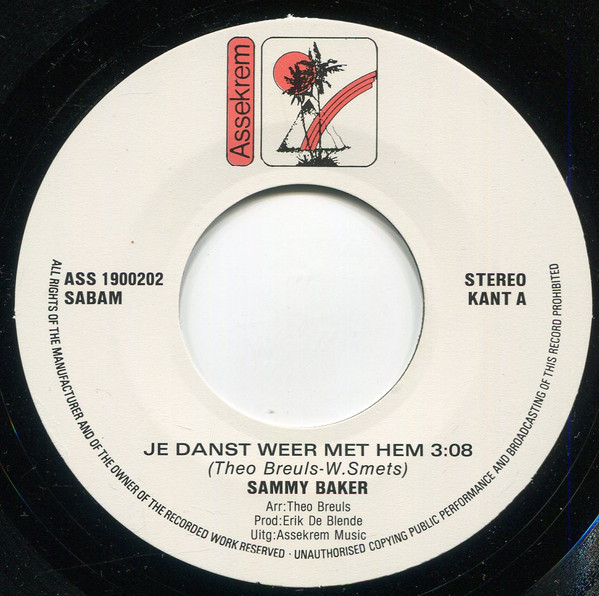 Assekrem
ASS 1900202
SABAM
STEREO
KANT A
JE DANST WEER MET HEM 3:08
(Theo Breuls-W.Smets)
SAMMY BAKER
Arr:Theo Breuls
Prod:Erik De Blende
Uitg:Assekrem Music
ALL RIGHTS OF THE MANUFACTURER AND OF THE OWNER OF THE RECORDED WORK RESERVED · UNAUTHORISED COPYING PUBLIC PERFORMANCE AND BROADCASTING OF THIS RECORD PROHIBITED